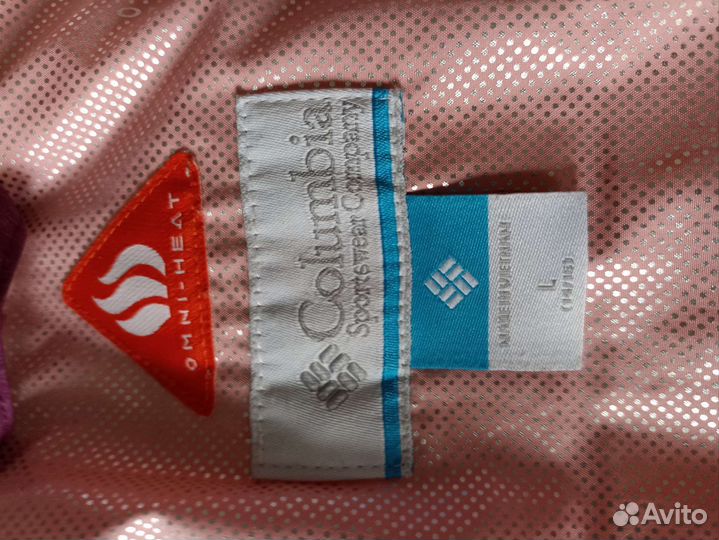 OMNI-HEAT
Columbia
Sportswear Company
MADE IN VIETNAM
L
(14/16)
Avito